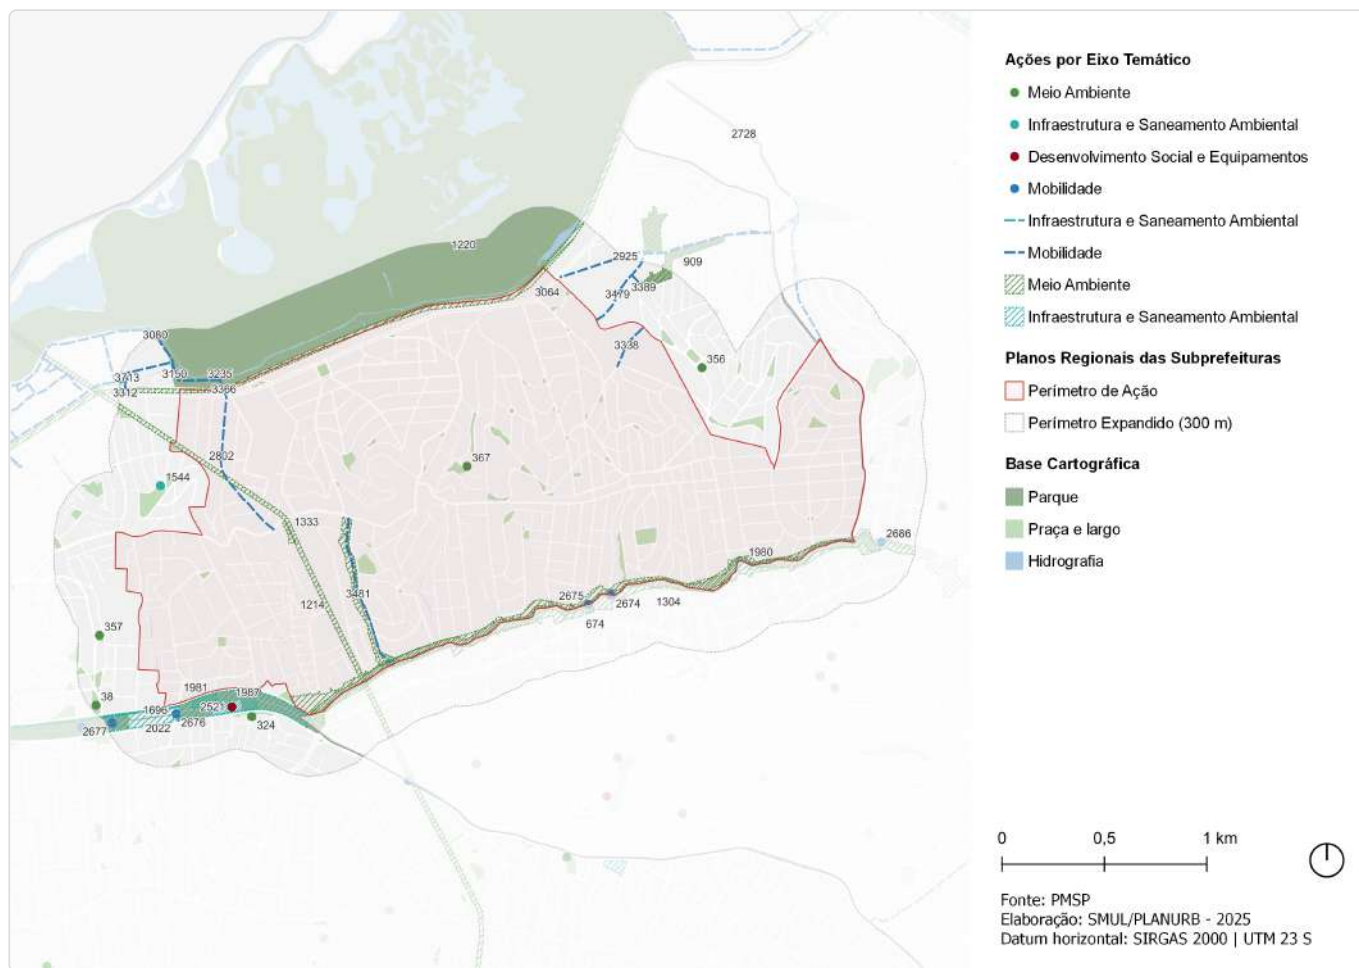 Ações por Eixo Temático
Meio Ambiente
Infraestrutura e Saneamento Ambiental
Desenvolvimento Social e Equipamentos
Mobilidade
Infraestrutura e Saneamento Ambiental
Mobilidade
Meio Ambiente
Infraestrutura e Saneamento Ambiental
Planos Regionais das Subprefeituras
Perímetro de Ação
Perímetro Expandido (300 m)
Base Cartográfica
Parque
Praça e largo
Hidrografia
0 0,5 1 km
Fonte: PMSP
Elaboração: SMUL/PLANURB - 2025
Datum horizontal: SIRGAS 2000 | UTM 23 S
2728
1220
2925
909
3389
3064
3479
3080
3338
356
3190
3235
3713
3366
3312
2802
367
1544
1333
2686
1980
3481
2675
2674
1304
1214
674
357
1981
1987
38
1696
2521
324
2677
2022
2676